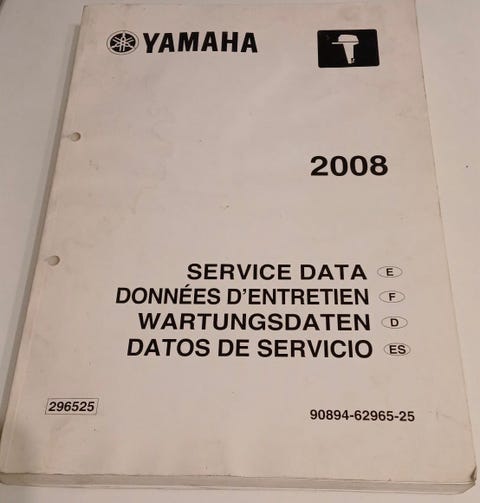 YAMAHA
2008
SERVICE DATA E
DONNÉES D'ENTRETIEN F
WARTUNGSDATEN D
DATOS DE SERVICIO ES
296525
90894-62965-25